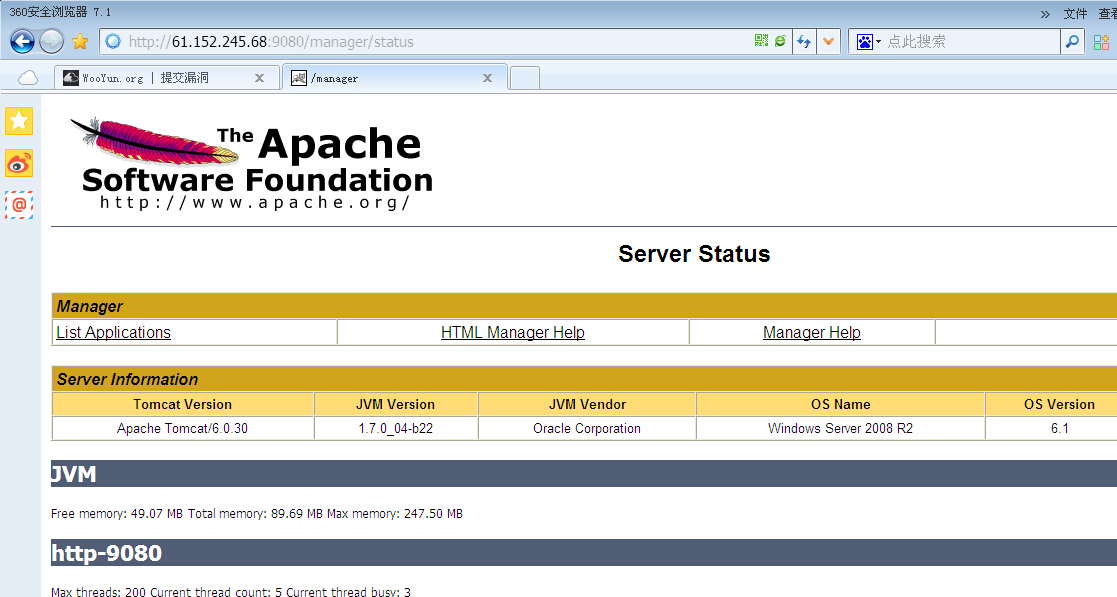 360安全浏览器 7.1
» 文件 查看
http://61.152.245.68:9080/manager/status 点此搜索
WooYun.org | 提交漏洞 x /manager x
The Apache
Software Foundation
http://www.apache.org/
@
Server Status
Manager
List Applications HTML Manager Help Manager Help
Server Information
Tomcat Version JVM Version JVM Vendor OS Name OS Version
Apache Tomcat/6.0.30 1.7.0_04-b22 Oracle Corporation Windows Server 2008 R2 6.1
JVM
Free memory: 49.07 MB Total memory: 89.69 MB Max memory: 247.50 MB
http-9080
Max threads: 200 Current thread count: 5 Current thread busy: 3